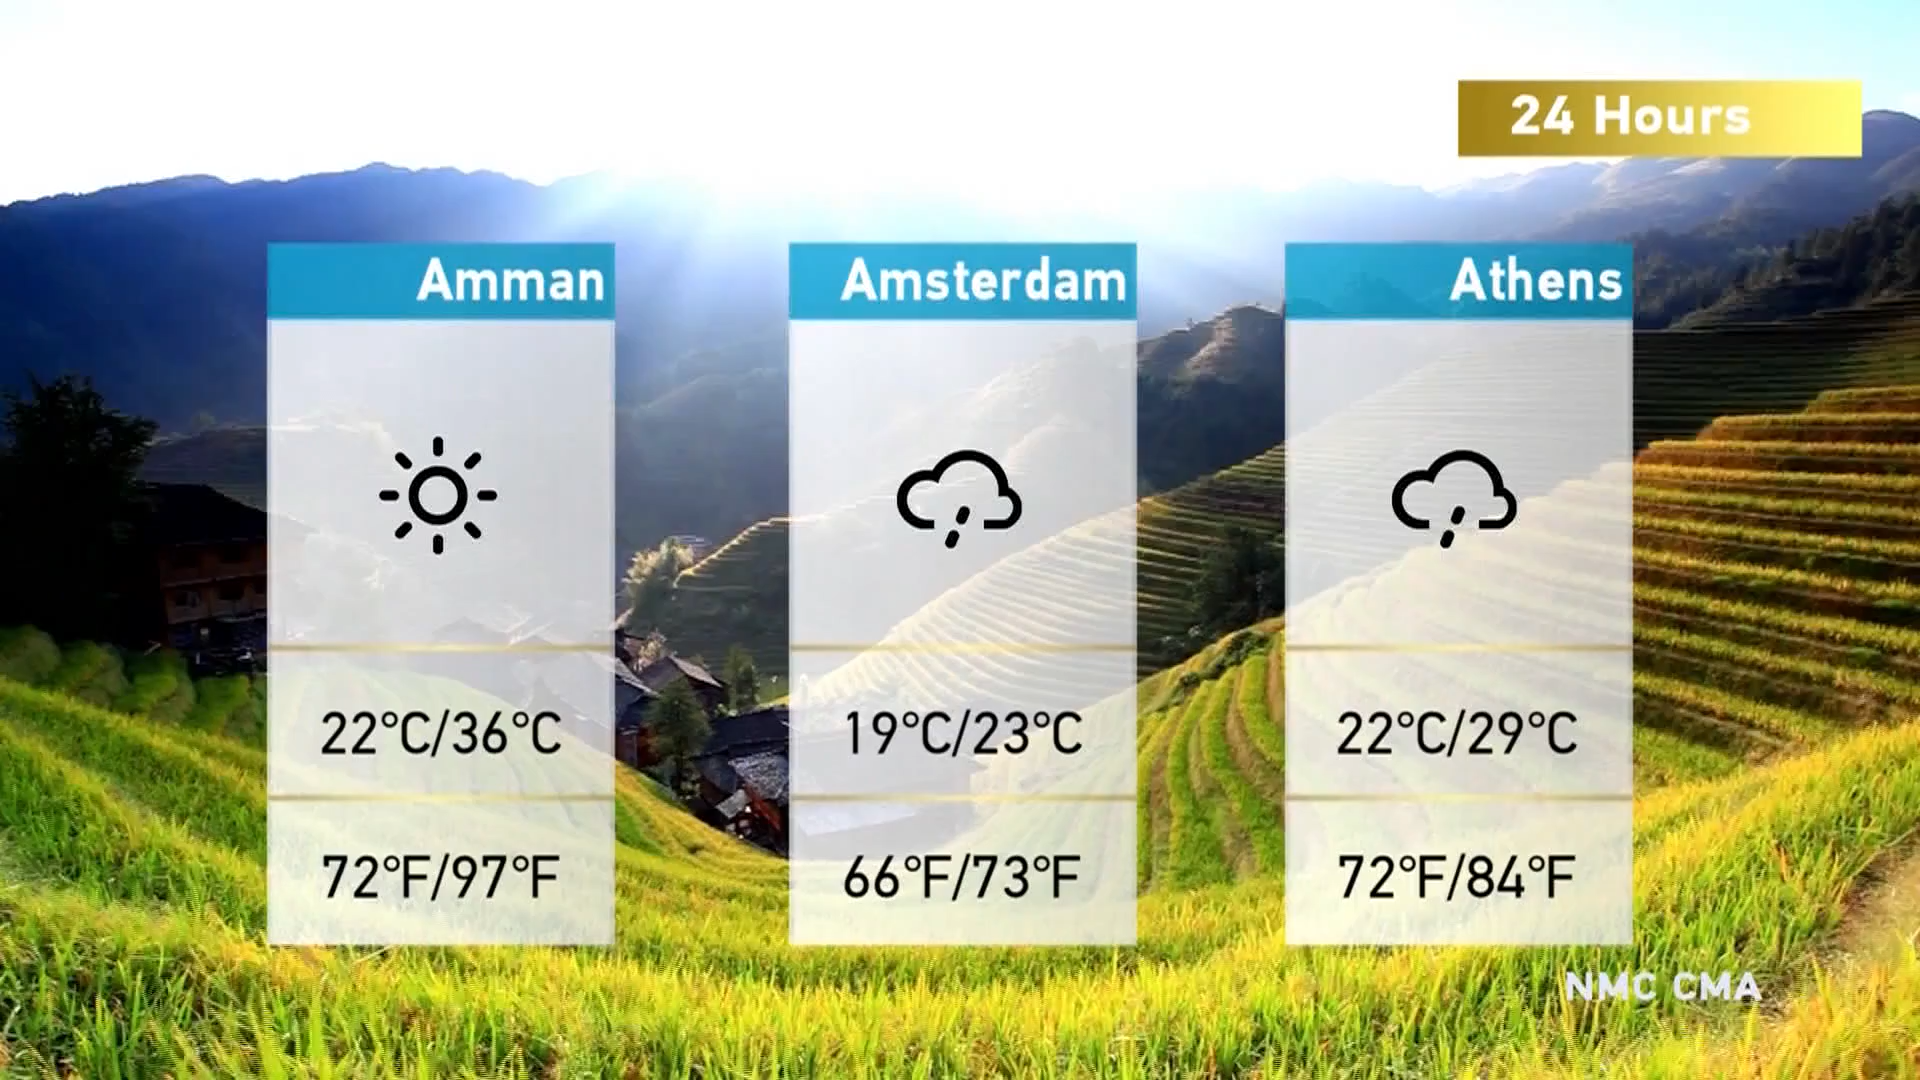 24 Hours
Amman
22°C/36°C
72°F/97°F
Amsterdam
19°C/23°C
66°F/73°F
Athens
22°C/29°C
72°F/84°F
NMC CMA